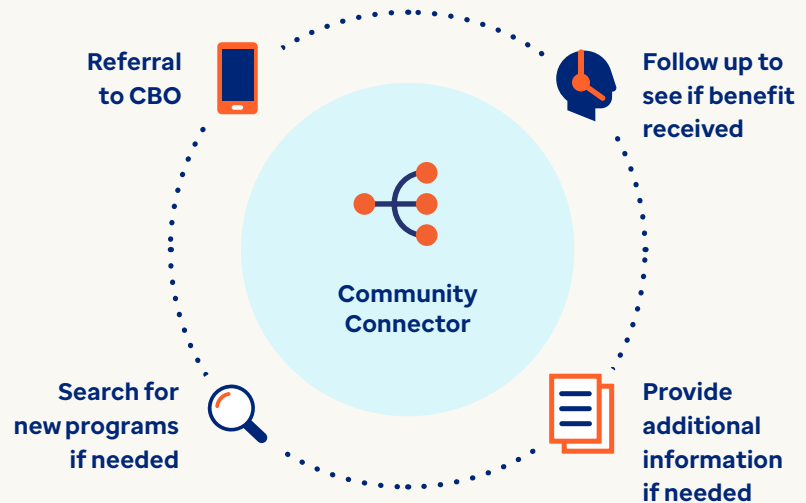 Referral
to CBO
Follow up to
see if benefit
received
Community
Connector
Search for
new programs
if needed
Provide
additional
information
if needed